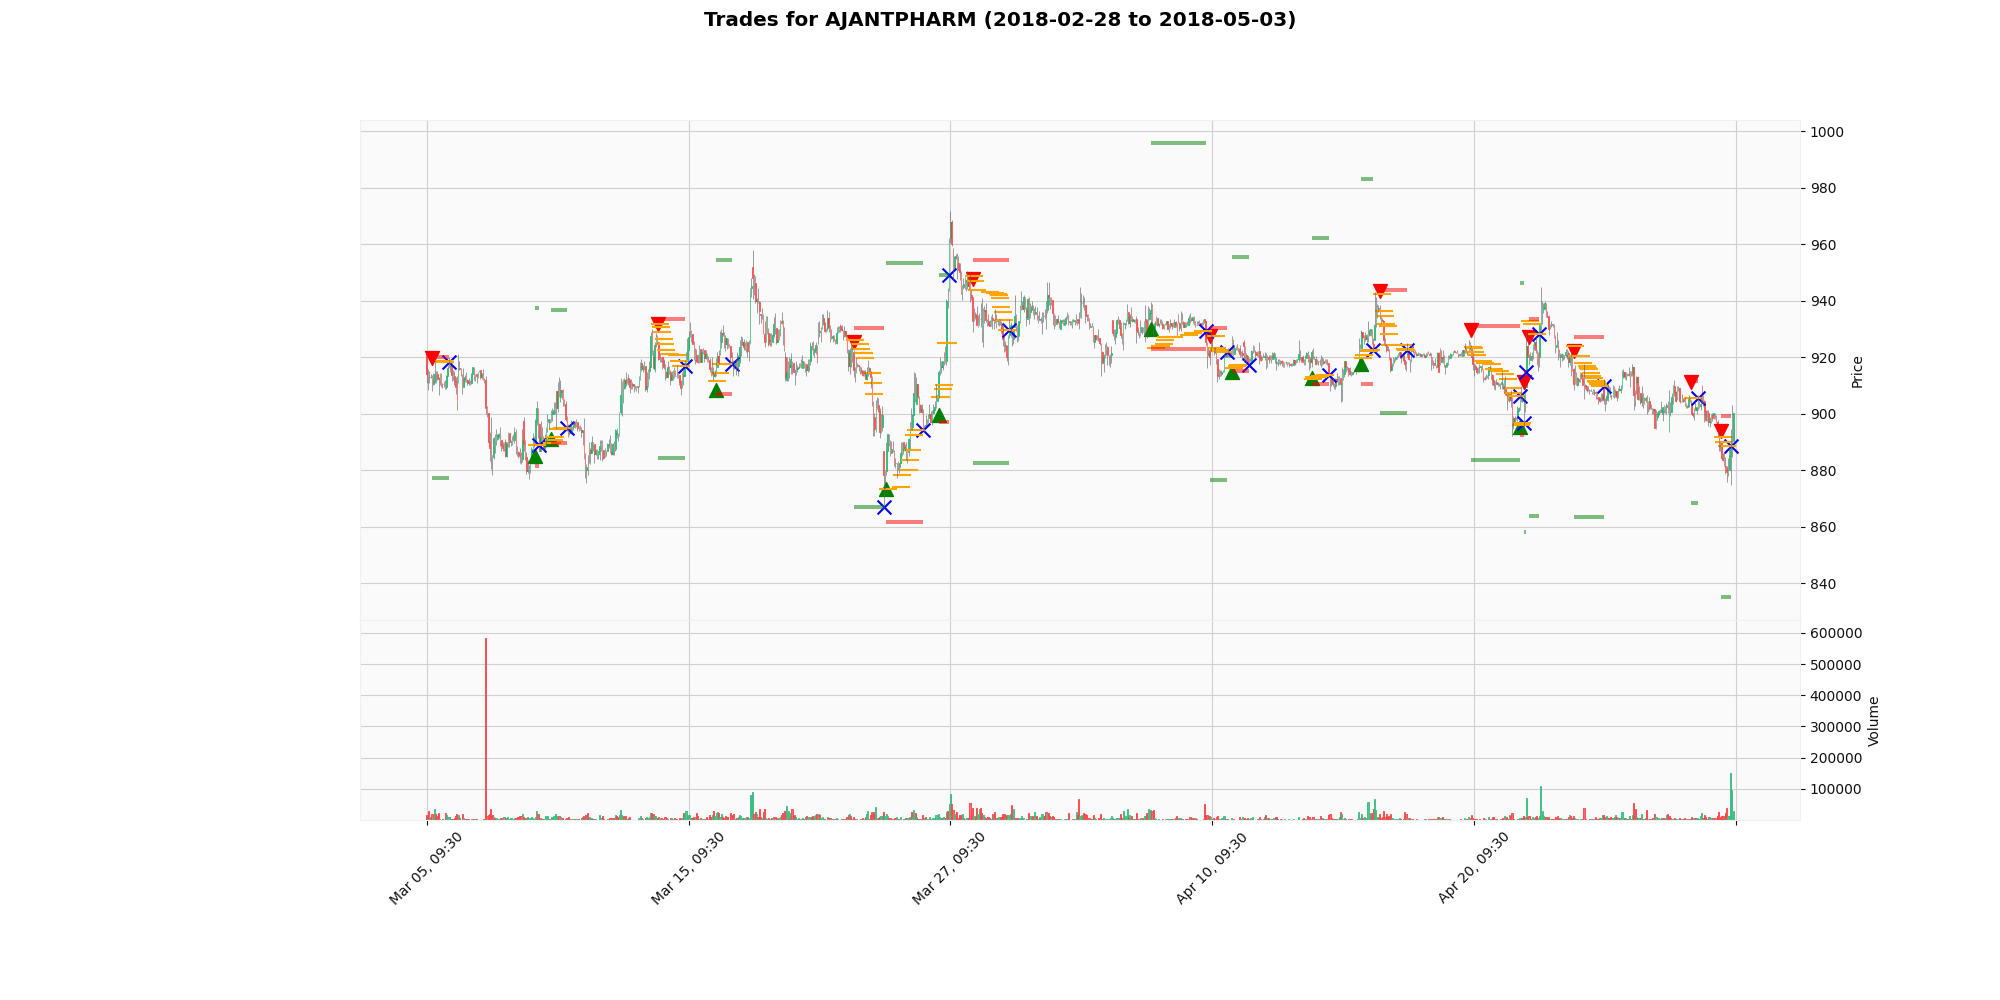 Trades for AJANTPHARM (2018-02-28 to 2018-05-03)
1000
980
960
940
920
900
880
860
840
Price
600000
500000
400000
300000
200000
100000
Volume
Mar 05, 09:30
Mar 15, 09:30
Mar 27, 09:30
Apr 10, 09:30
Apr 20, 09:30